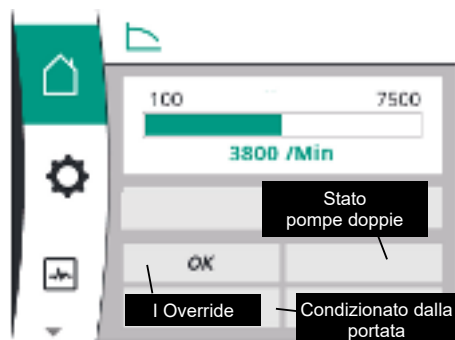 100 7500
3800 /Min
Stato
pompe doppie
OK
I Override
Condizionato dalla
portata